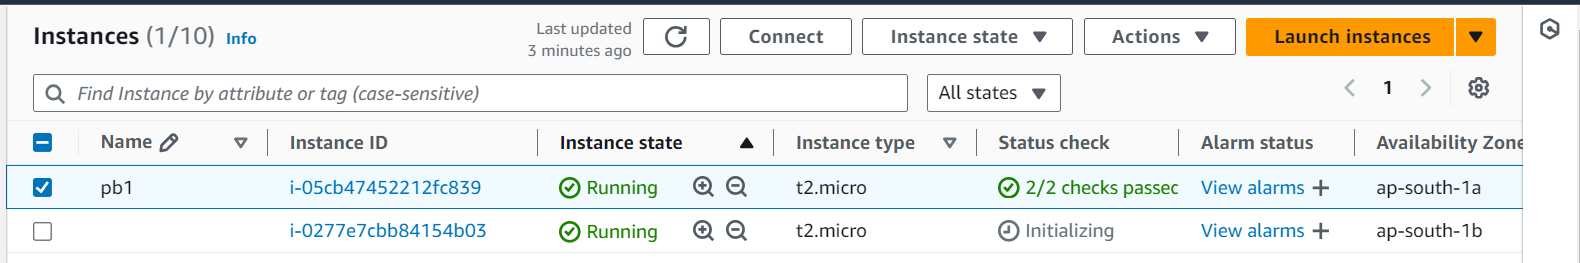 Instances (1/10) Info
Last updated
3 minutes ago
Connect
Instance state
Actions
Launch instances
Find Instance by attribute or tag (case-sensitive)
All states
1
Name Instance ID Instance state Instance type Status check Alarm status Availability Zone
pb1 i-05cb47452212fc839 Running t2.micro 2/2 checks passec View alarms + ap-south-1a
i-0277e7cbb84154b03 Running t2.micro Initializing View alarms + ap-south-1b